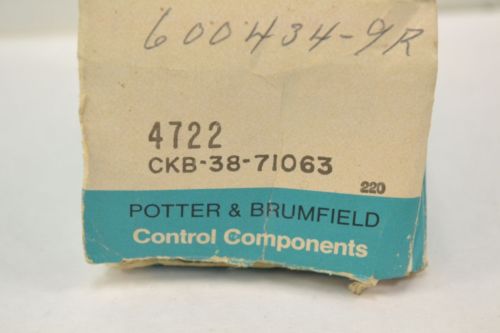 600434-9R
4722
CKB-38-71063
220
POTTER & BRUMFIELD
Control Components